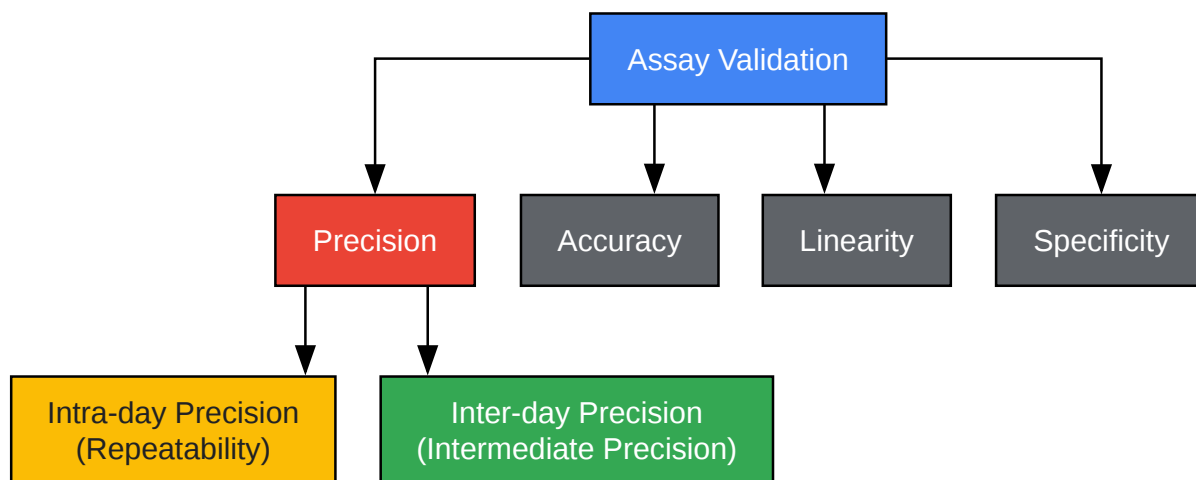 Assay Validation
Precision
Accuracy
Linearity
Specificity
Intra-day Precision
(Repeatability)
Inter-day Precision
(Intermediate Precision)